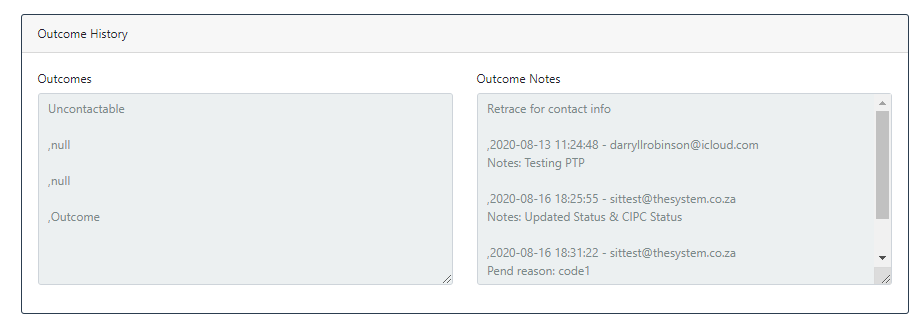 Outcome History
Outcomes
Uncontactable
,null
,null
,Outcome
Outcome Notes
Retrace for contact info
,2020-08-13 11:24:48 - darryllrobinson@icloud.com
Notes: Testing PTP
,2020-08-16 18:25:55 - sittest@thesystem.co.za
Notes: Updated Status & CIPC Status
,2020-08-16 18:31:22 - sittest@thesystem.co.za
Pend reason: code1